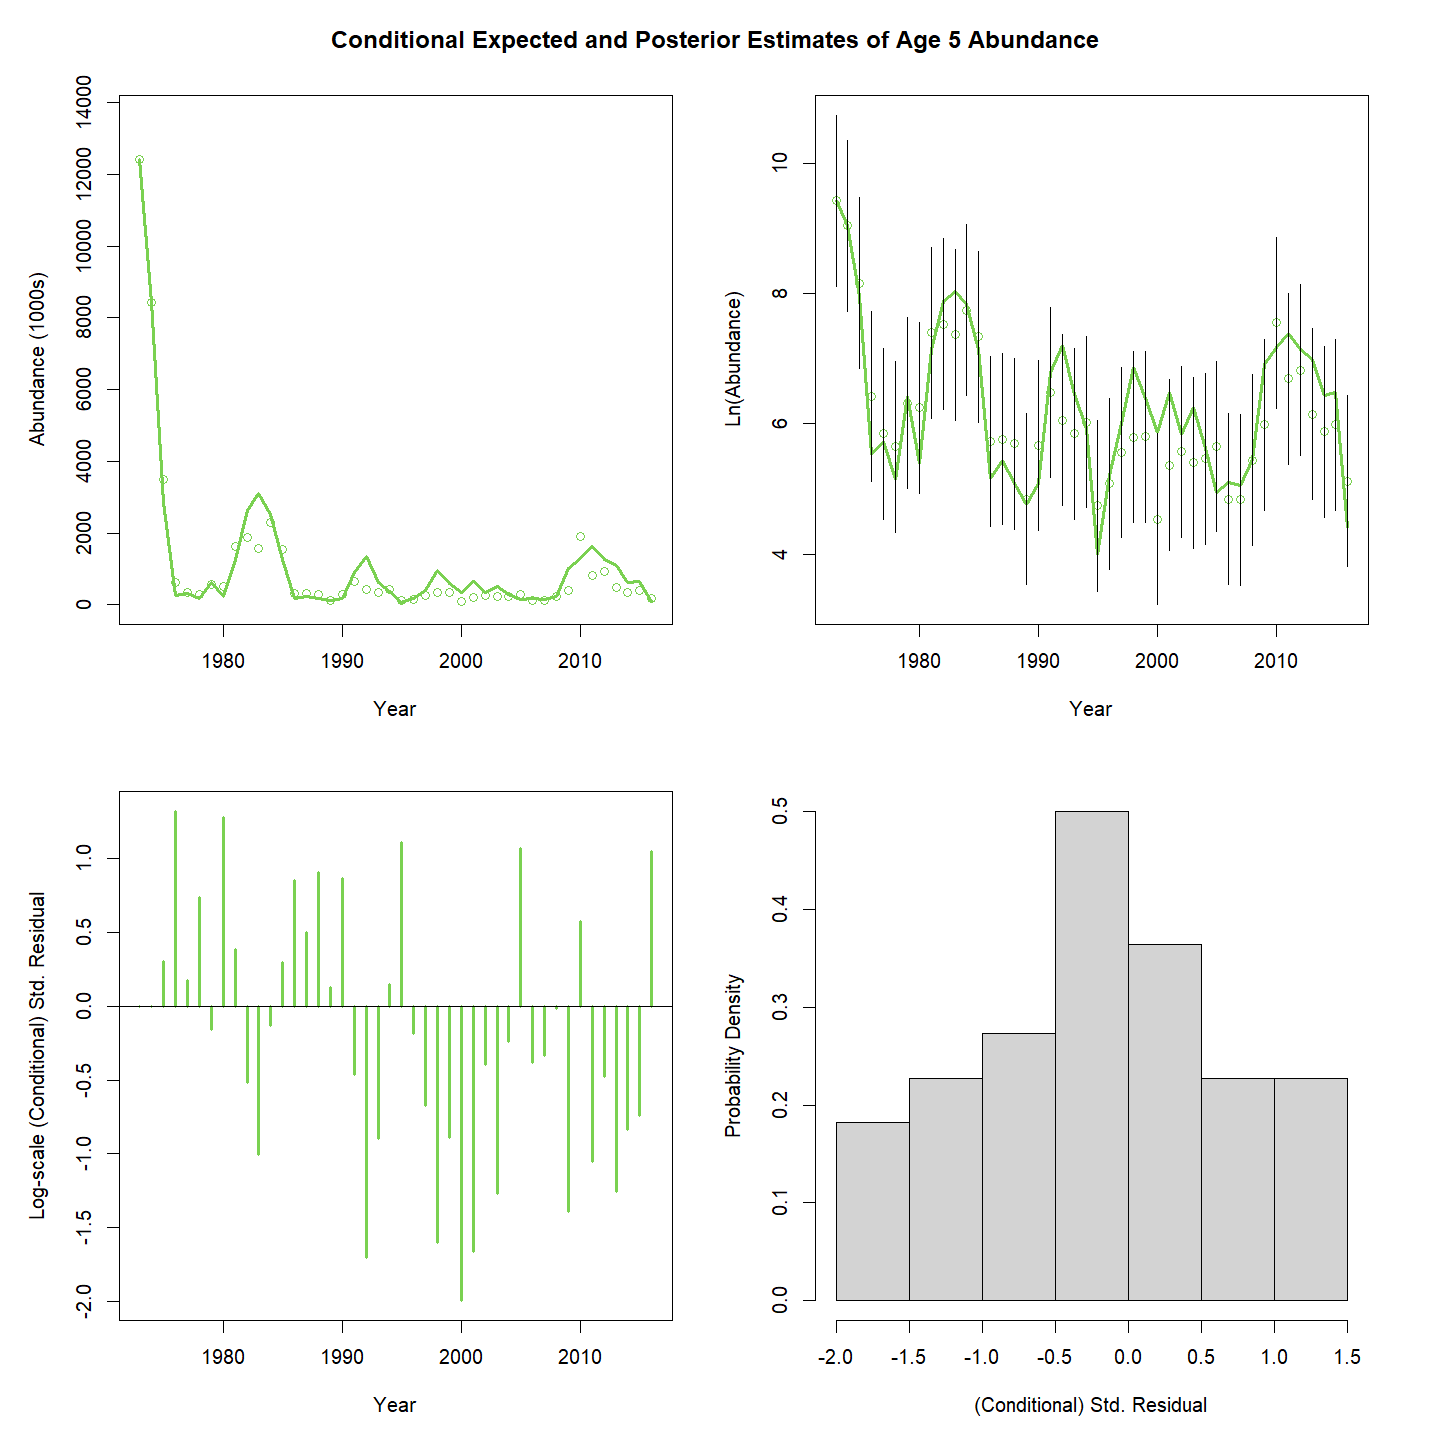 Conditional Expected and Posterior Estimates of Age 5 Abundance
Abundance (1000s)
14000
12000
10000
8000
6000
4000
2000
0
1980 1990 2000 2010
Year
Ln(Abundance)
10
8
6
4
1980 1990 2000 2010
Year
Log-scale (Conditional) Std. Residual
1.0
0.5
0.0
-0.5
-1.0
-1.5
-2.0
1980 1990 2000 2010
Year
Probability Density
0.5
0.4
0.3
0.2
0.1
0.0
-2.0 -1.5 -1.0 -0.5 0.0 0.5 1.0 1.5
(Conditional) Std. Residual